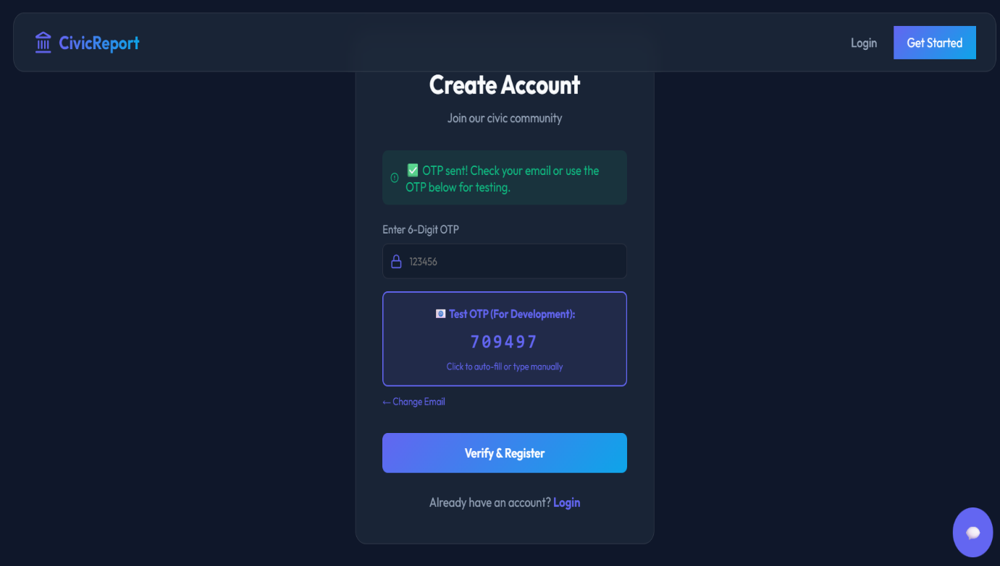 CivicReport
Login
Get Started
Create Account
Join our civic community
✅ OTP sent! Check your email or use the
OTP below for testing.
Enter 6-Digit OTP
123456
📧 Test OTP (For Development):
709497
Click to auto-fill or type manually
← Change Email
Verify & Register
Already have an account? Login